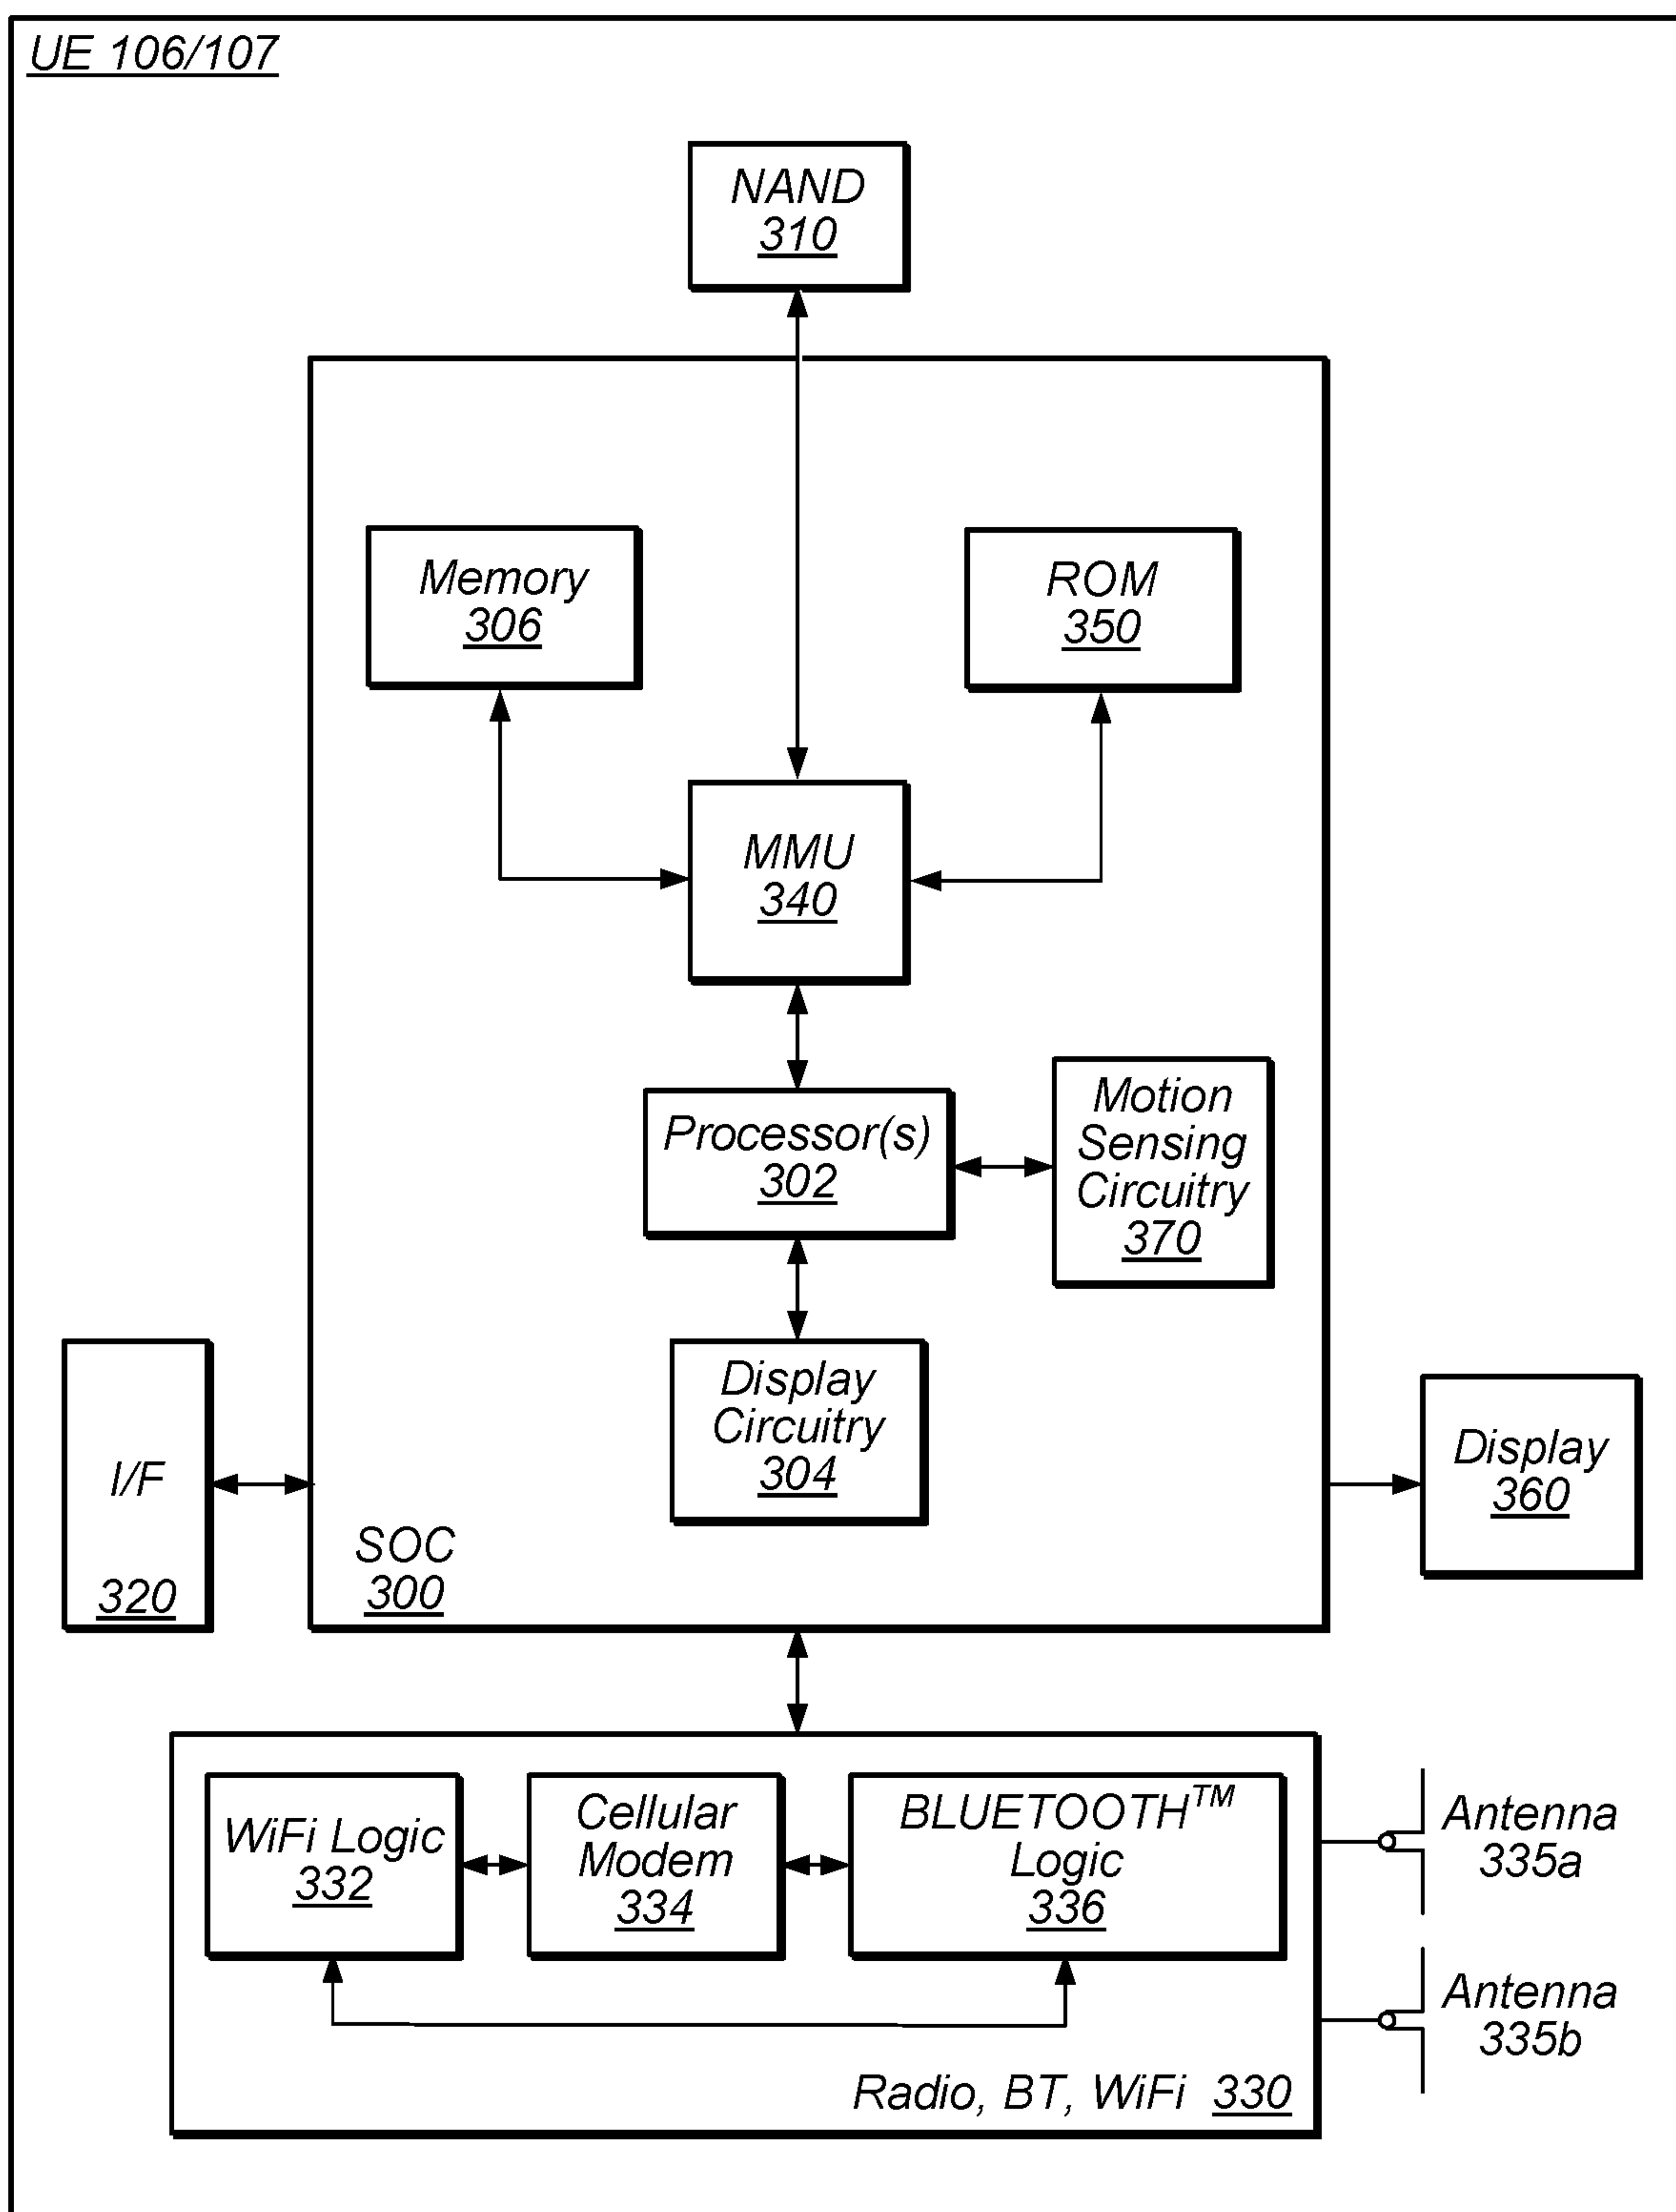 UE 106/107
NAND
310
Memory
306
ROM
350
MMU
340
Processor(s)
302
Motion
Sensing
Circuitry
370
Display
Circuitry
304
I/F
320
SOC
300
Display
360
WiFi Logic
332
Cellular
Modem
334
BLUETOOTH™
Logic
336
Antenna
335a
Antenna
335b
Radio, BT, WiFi 330